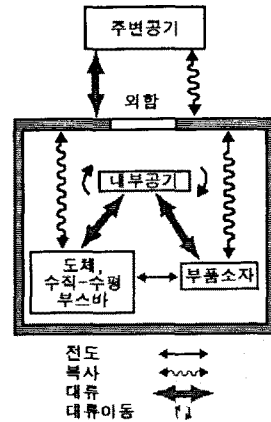 주변공기
외함
내부공기
도체,
수직-수평
부스바
부품소자
전도
복사
대류
대류이동